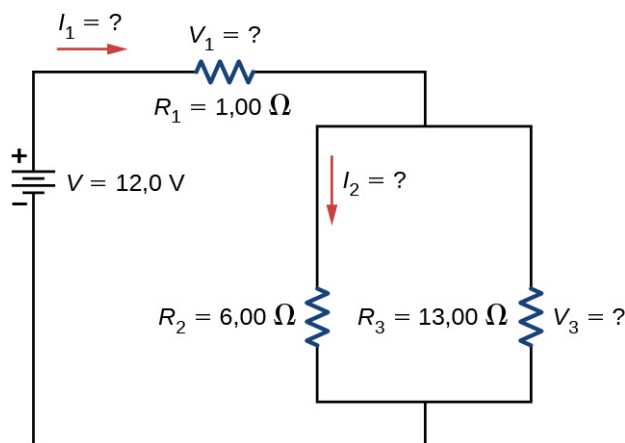 I1 = ?
V1 = ?
R1 = 1,00 Ω
+
V = 12,0 V
−
I2 = ?
R2 = 6,00 Ω
R3 = 13,00 Ω
V3 = ?